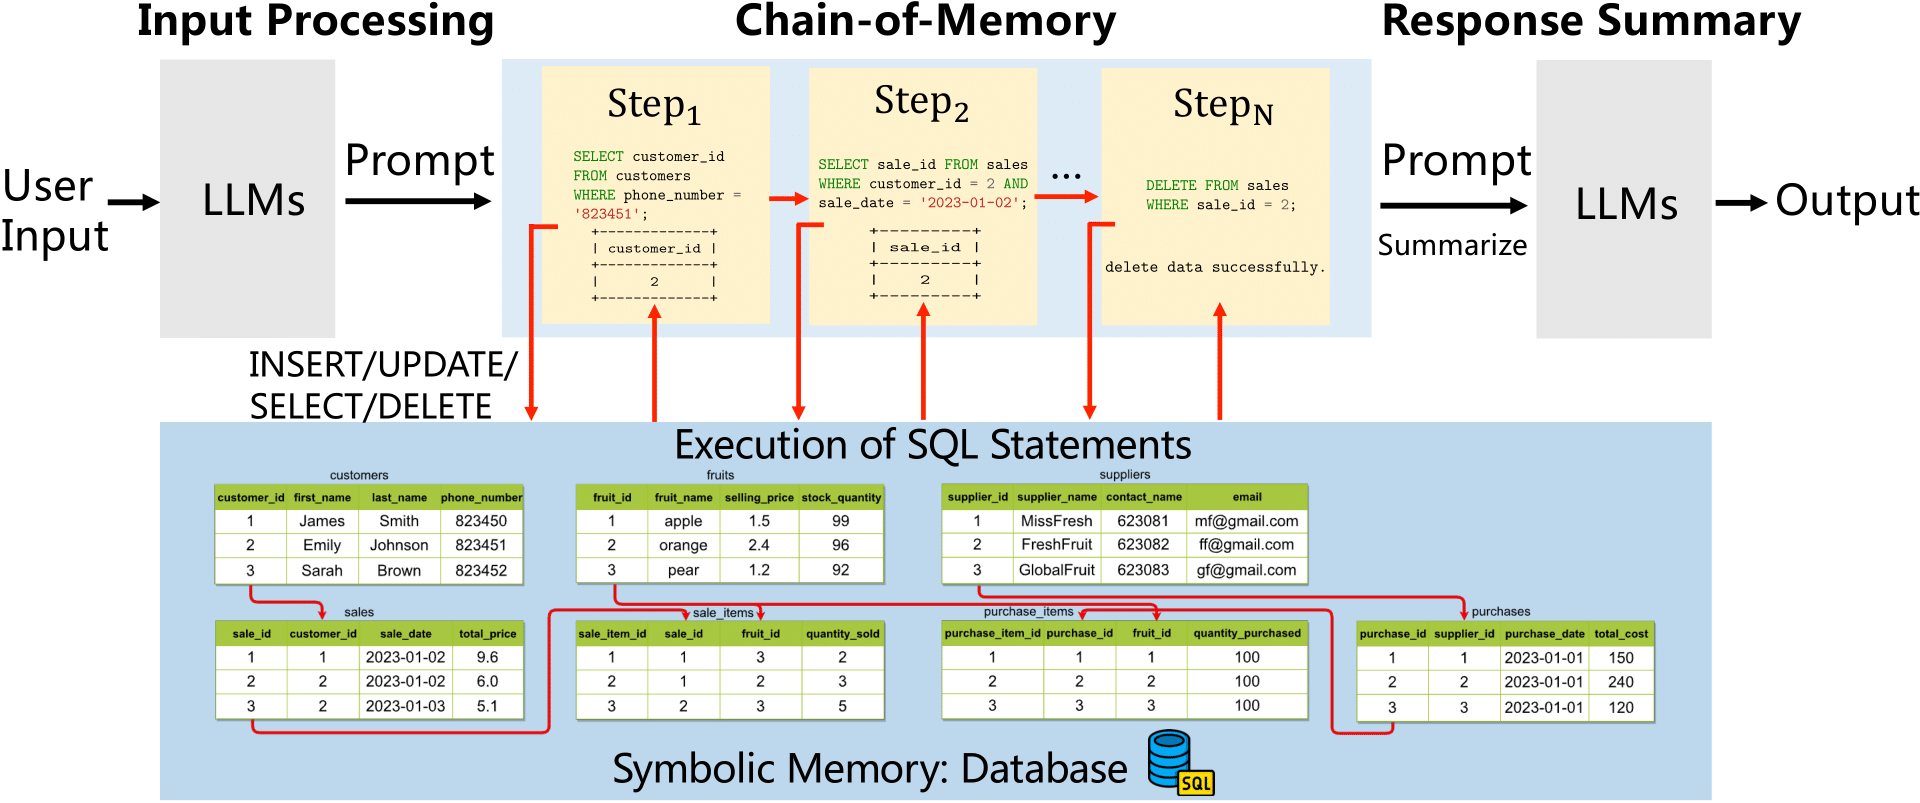 Input Processing
Chain-of-Memory
Response Summary
User
Input
LLMs
Prompt
Step1
SELECT customer_id
FROM customers
WHERE phone_number =
'823451';
+-------------+
| customer_id |
+-------------+
| 2 |
+-------------+
Step2
SELECT sale_id FROM sales
WHERE customer_id = 2 AND
sale_date = '2023-01-02';
+---------+
| sale_id |
+---------+
| 2 |
+---------+
...
StepN
DELETE FROM sales
WHERE sale_id = 2;
delete data successfully.
Prompt
Summarize
LLMs
Output
INSERT/UPDATE/
SELECT/DELETE
Execution of SQL Statements
customers
customer_id first_name last_name phone_number
1 James Smith 823450
2 Emily Johnson 823451
3 Sarah Brown 823452
fruits
fruit_id fruit_name selling_price stock_quantity
1 apple 1.5 99
2 orange 2.4 96
3 pear 1.2 92
suppliers
supplier_id supplier_name contact_name email
1 MissFresh 623081 mf@gmail.com
2 FreshFruit 623082 ff@gmail.com
3 GlobalFruit 623083 gf@gmail.com
sales
sale_id customer_id sale_date total_price
1 1 2023-01-02 9.6
2 2 2023-01-02 6.0
3 2 2023-01-03 5.1
sale_items
sale_item_id sale_id fruit_id quantity_sold
1 1 3 2
2 1 2 3
3 2 3 5
purchase_items
purchase_item_id purchase_id fruit_id quantity_purchased
1 1 1 100
2 2 2 100
3 3 3 100
purchases
purchase_id supplier_id purchase_date total_cost
1 1 2023-01-01 150
2 2 2023-01-01 240
3 3 2023-01-01 120
Symbolic Memory: Database
SQL